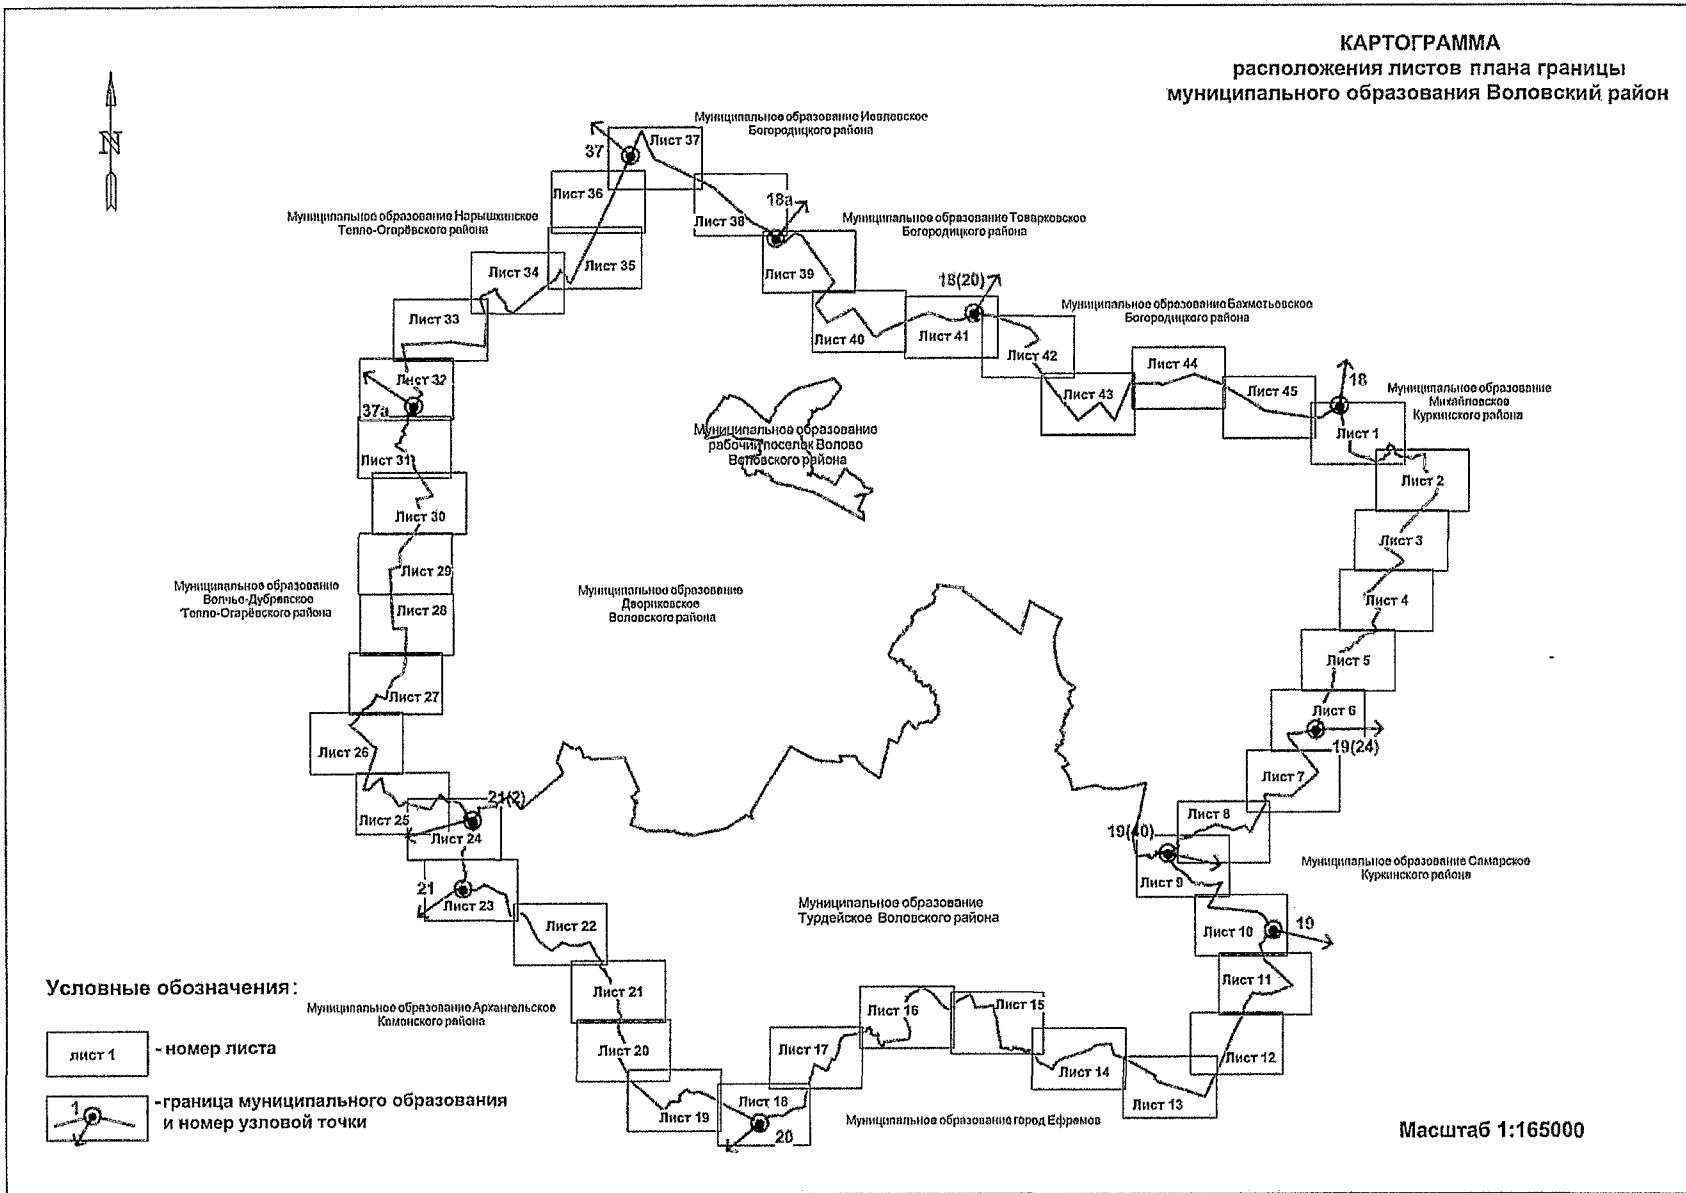 КАРТОГРАММА
расположения листов плана границы
муниципального образования Воловский район
N
Муниципальное образование Иевлевское
Богородицкого района
37
Лист 37
Лист 36
18а
Лист 38
Муниципальное образование Нарышкинское
Тепло-Огарёвского района
Муниципальное образование Товарковское
Богородицкого района
Лист 35
Лист 34
Лист 39
18(20)
Муниципальное образование Бахметьевское
Богородицкого района
Лист 33
Лист 40
Лист 41
Лист 42
Лист 44
Лист 43
Лист 45
18
Муниципальное образование
Михайловское
Куркинского района
Лист 32
37а
Лист 1
Муниципальное образование
рабочий поселок Волово
Воловского района
Лист 31
Лист 2
Лист 30
Лист 3
Лист 29
Муниципальное образование
Волчье-Дубравское
Тепло-Огарёвского района
Муниципальное образование
Двориковское
Воловского района
Лист 28
Лист 4
Лист 5
Лист 27
Лист 6
19(24)
Лист 26
Лист 7
21(2)
Лист 25
Лист 24
Лист 8
19(40)
Муниципальное образование Самарское
Куркинского района
21
Лист 23
Лист 9
Муниципальное образование
Турдейское Воловского района
Лист 22
Лист 10
19
Условные обозначения:
Лист 21
Лист 11
Муниципальное образование Архангельское
Каменского района
Лист 16
Лист 15
лист 1
-номер листа
Лист 20
Лист 17
Лист 12
Лист 14
1
-граница муниципального образования
и номер узловой точки
Лист 19
Лист 18
Лист 13
20
Муниципальное образование город Ефремов
Масштаб 1:165000